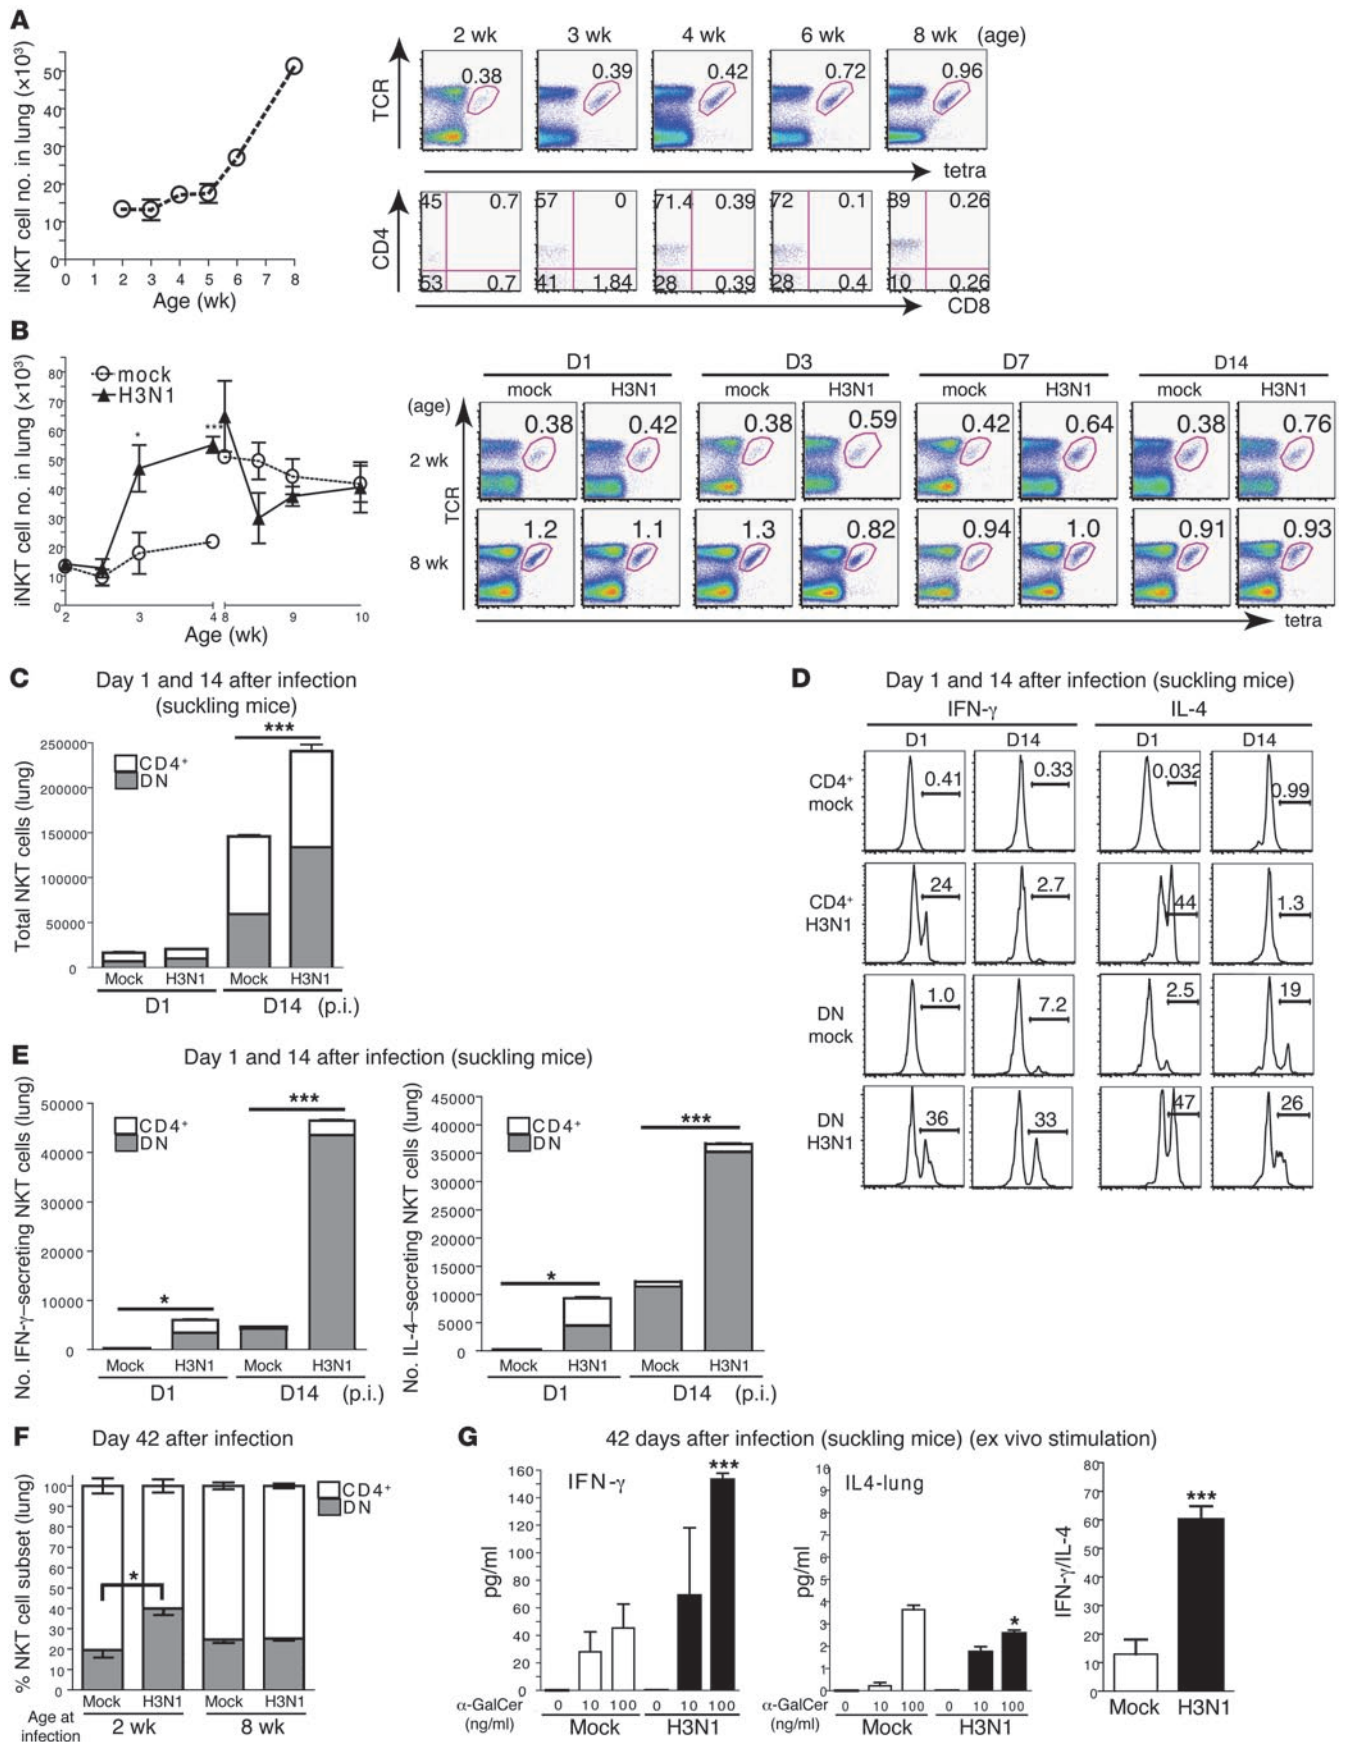 A
iNKT cell no. in lung (×10³)
50
40
30
20
10
0
0 1 2 3 4 5 6 7 8
Age (wk)
2 wk 3 wk 4 wk 6 wk 8 wk (age)
TCR
0.38 0.39 0.42 0.72 0.96
tetra
CD4
45 0.7 57 0 71.4 0.39 72 0.1 89 0.26
53 0.7 41 1.84 28 0.39 28 0.4 10 0.26
CD8
B
iNKT cell no. in lung (×10³)
80
70
60
50
40
30
20
10
0
mock
H3N1
* ***
2 3 4 8 9 10
Age (wk)
D1 D3 D7 D14
mock H3N1 mock H3N1 mock H3N1 mock H3N1
(age)
TCR
2 wk
0.38 0.42 0.38 0.59 0.42 0.64 0.38 0.76
8 wk
1.2 1.1 1.3 0.82 0.94 1.0 0.91 0.93
tetra
C
Day 1 and 14 after infection
(suckling mice)
Total NKT cells (lung)
250000
200000
150000
100000
50000
0
CD4⁺
DN
***
Mock H3N1 Mock H3N1
D1 D14 (p.i.)
D
Day 1 and 14 after infection (suckling mice)
IFN-γ IL-4
D1 D14 D1 D14
CD4⁺
mock
0.41 0.33 0.032 0.99
CD4⁺
H3N1
24 2.7 44 1.3
DN
mock
1.0 7.2 2.5 19
DN
H3N1
36 33 47 26
E
Day 1 and 14 after infection (suckling mice)
No. IFN-γ–secreting NKT cells (lung)
50000
40000
30000
20000
10000
0
CD4⁺
DN
* ***
Mock H3N1 Mock H3N1
D1 D14 (p.i.)
No. IL-4–secreting NKT cells (lung)
45000
40000
35000
30000
25000
20000
15000
10000
5000
0
CD4⁺
DN
* ***
Mock H3N1 Mock H3N1
D1 D14 (p.i.)
F
Day 42 after infection
% NKT cell subset (lung)
100
90
80
70
60
50
40
30
20
10
0
CD4⁺
DN
*
Mock H3N1 Mock H3N1
Age at
infection
2 wk 8 wk
G
42 days after infection (suckling mice) (ex vivo stimulation)
IFN-γ
pg/ml
160
140
120
100
80
60
40
20
0
***
α-GalCer
(ng/ml)
0 10 100 0 10 100
Mock H3N1
IL4-lung
pg/ml
10
9
8
7
6
5
4
3
2
1
0
*
α-GalCer
(ng/ml)
0 10 100 0 10 100
Mock H3N1
IFN-γ/IL-4
80
70
60
50
40
30
20
10
0
***
Mock H3N1